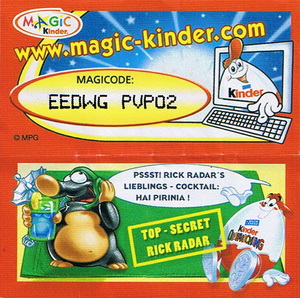 MAGIC
Kinder
www.magic-kinder.com
MAGICODE:
EEDWG PVP02
Kinder
© MPG
PSSST! RICK RADAR´S
LIEBLINGS - COCKTAIL:
HAI PIRINIA !
TOP - SECRET
RICK RADAR
Kinder